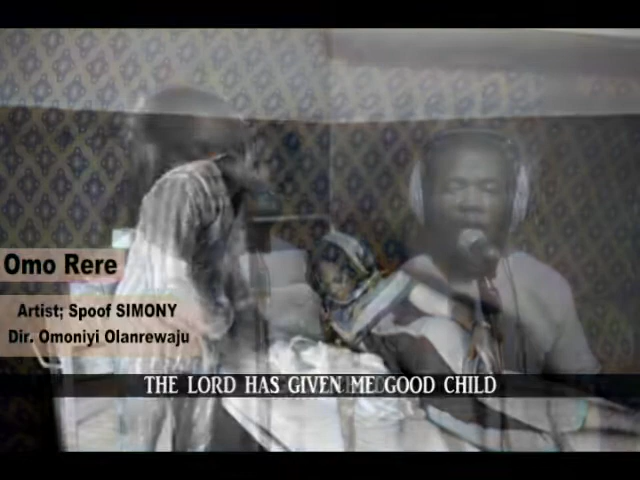 Omo Rere
Artist; Spoof SIMONY
Dir. Omoniyi Olanrewaju
THE LORD HAS GIVEN ME GOOD CHILD